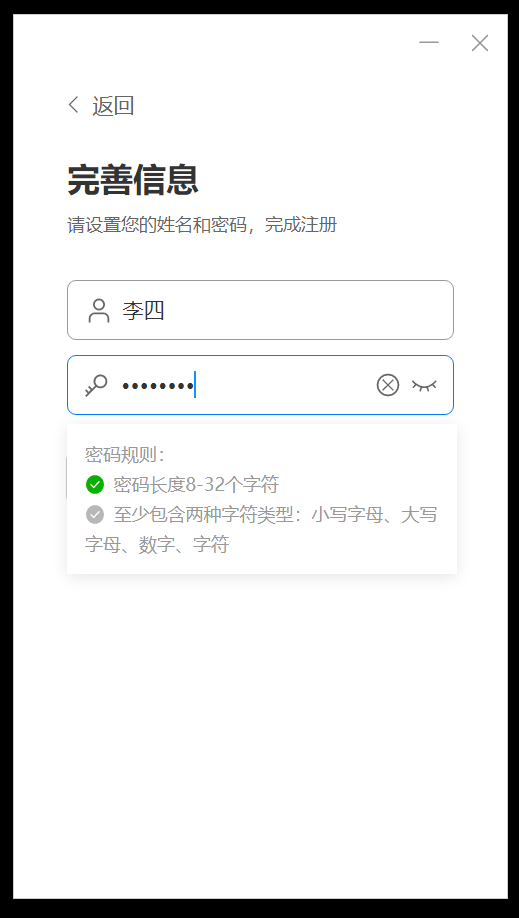 返回
完善信息
请设置您的姓名和密码，完成注册
李四
••••••••
密码规则：
密码长度8-32个字符
至少包含两种字符类型：小写字母、大写
字母、数字、字符